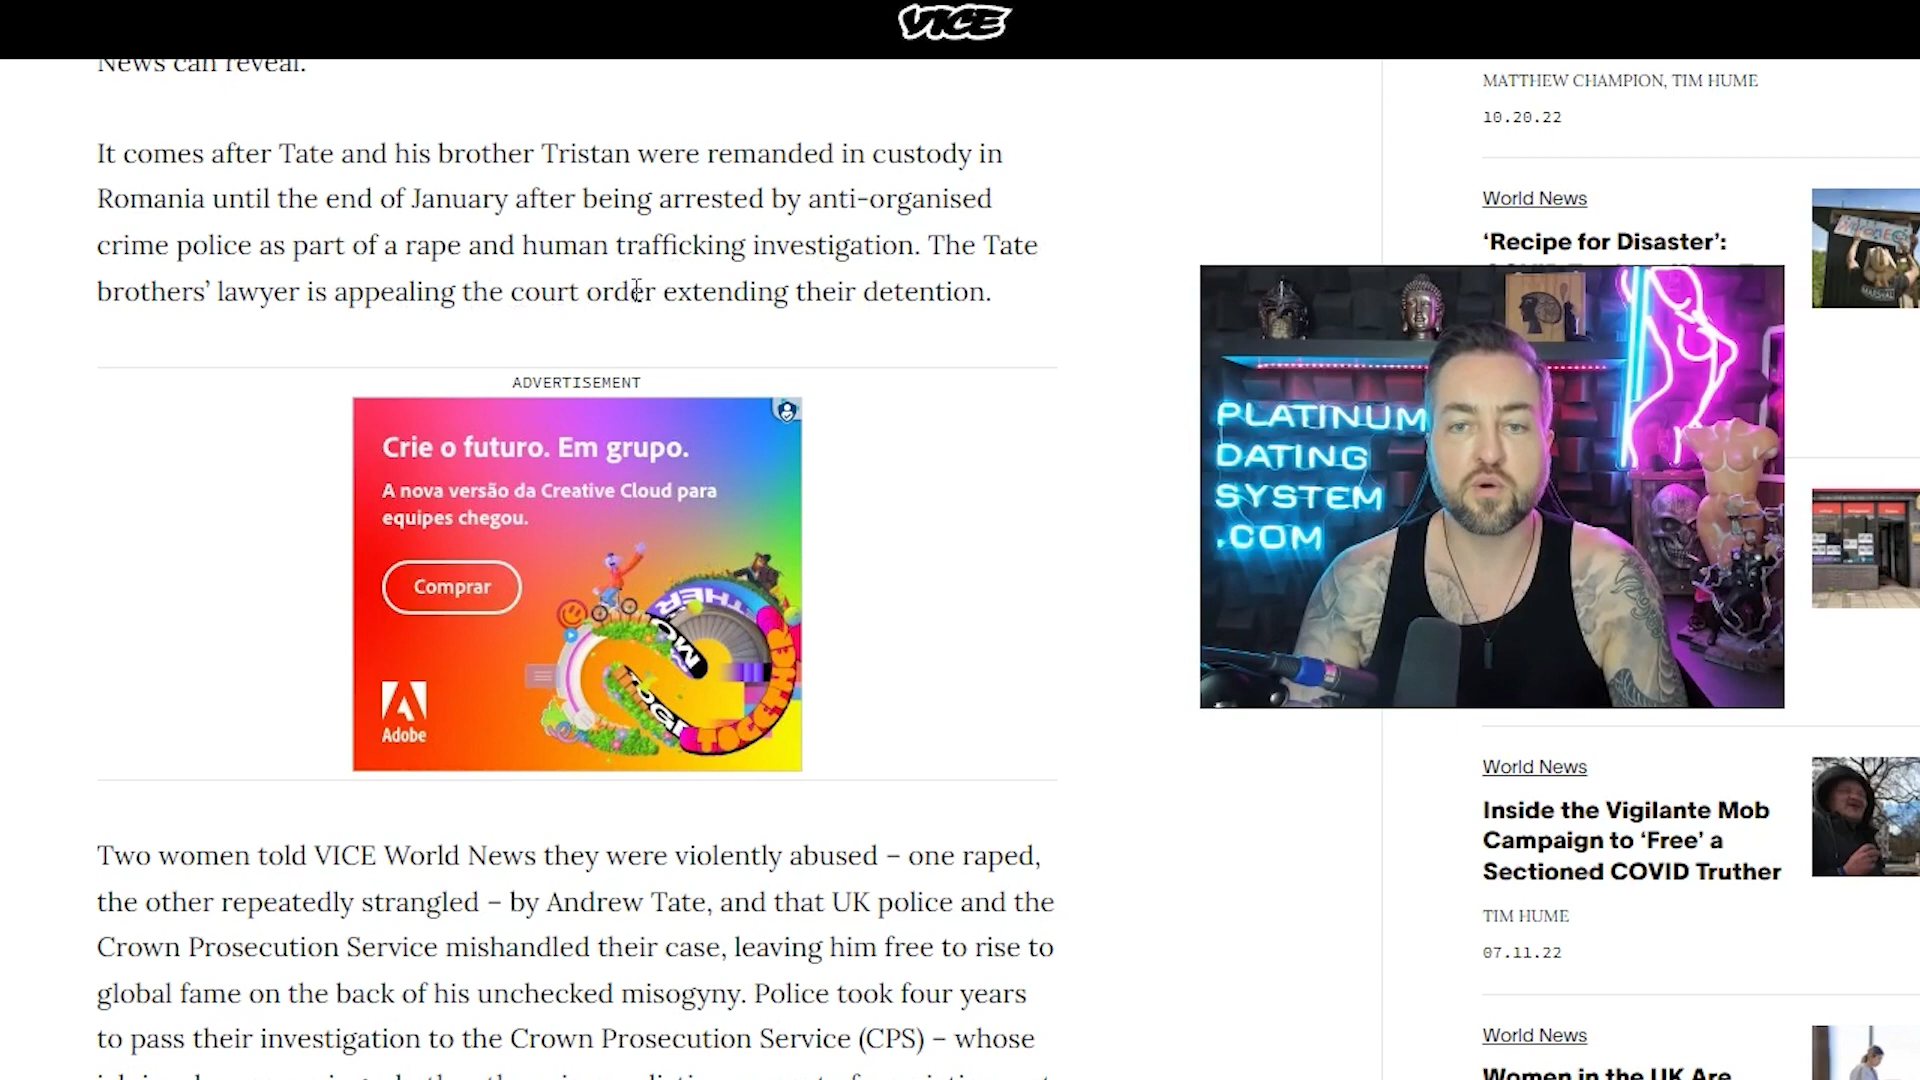 VICE
News can reveal.
It comes after Tate and his brother Tristan were remanded in custody in
Romania until the end of January after being arrested by anti-organised
crime police as part of a rape and human trafficking investigation. The Tate
brothers’ lawyer is appealing the court order extending their detention.
ADVERTISEMENT
Crie o futuro. Em grupo.
A nova versão da Creative Cloud para
equipes chegou.
Comprar
Adobe
Two women told VICE World News they were violently abused – one raped,
the other repeatedly strangled – by Andrew Tate, and that UK police and the
Crown Prosecution Service mishandled their case, leaving him free to rise to
global fame on the back of his unchecked misogyny. Police took four years
to pass their investigation to the Crown Prosecution Service (CPS) – whose
PLATINUM
DATING
SYSTEM
.COM
MATTHEW CHAMPION, TIM HUME
10.20.22
World News
‘Recipe for Disaster’:
World News
Inside the Vigilante Mob
Campaign to ‘Free’ a
Sectioned COVID Truther
TIM HUME
07.11.22
World News
Women in the UK Are